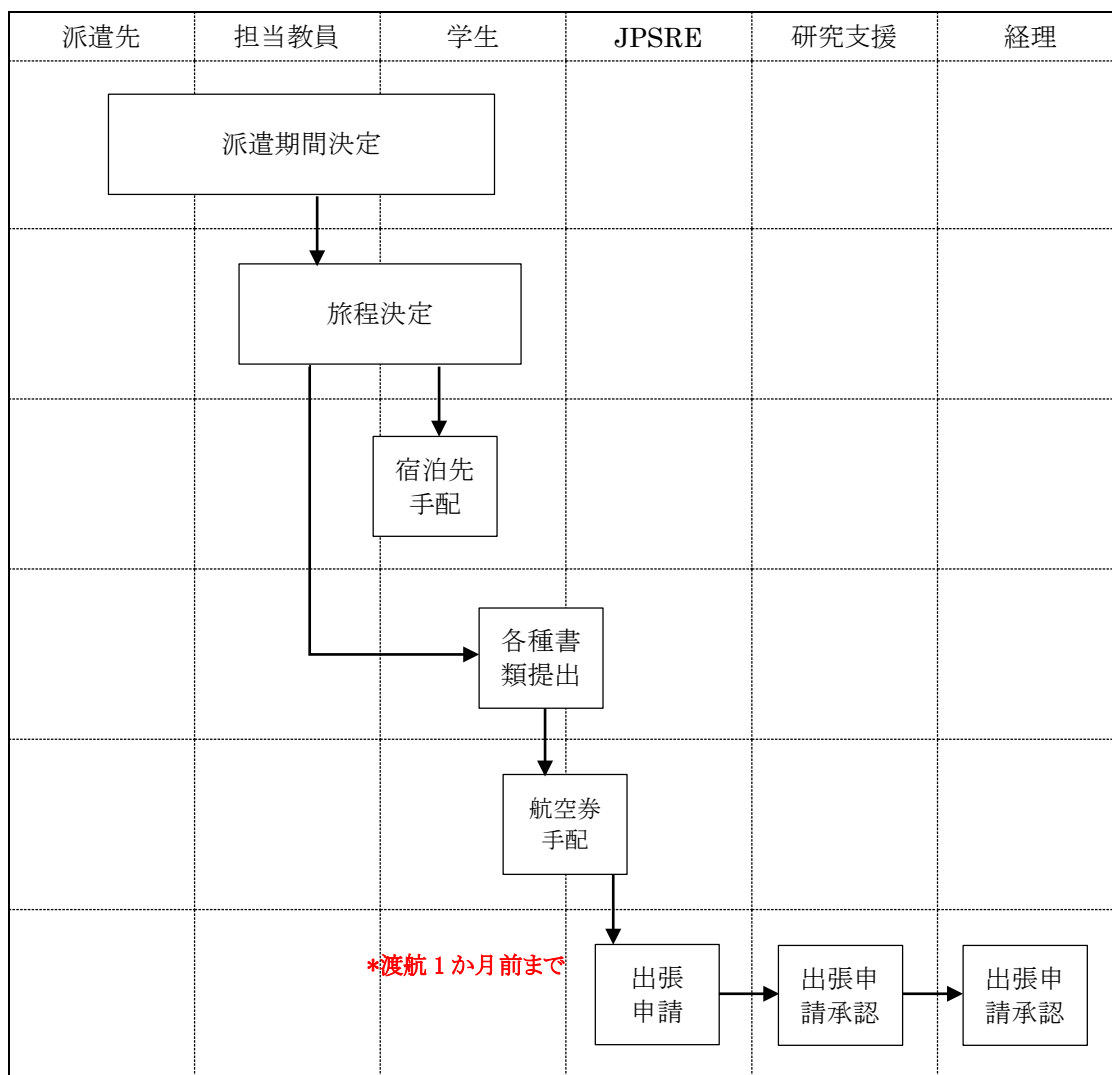 派遣先 担当教員 学生 JPSRE 研究支援 経理
派遣期間決定
旅程決定
宿泊先
手配
各種書
類提出
航空券
手配
*渡航 1 か月前まで
出張
申請
出張申
請承認
出張申
請承認